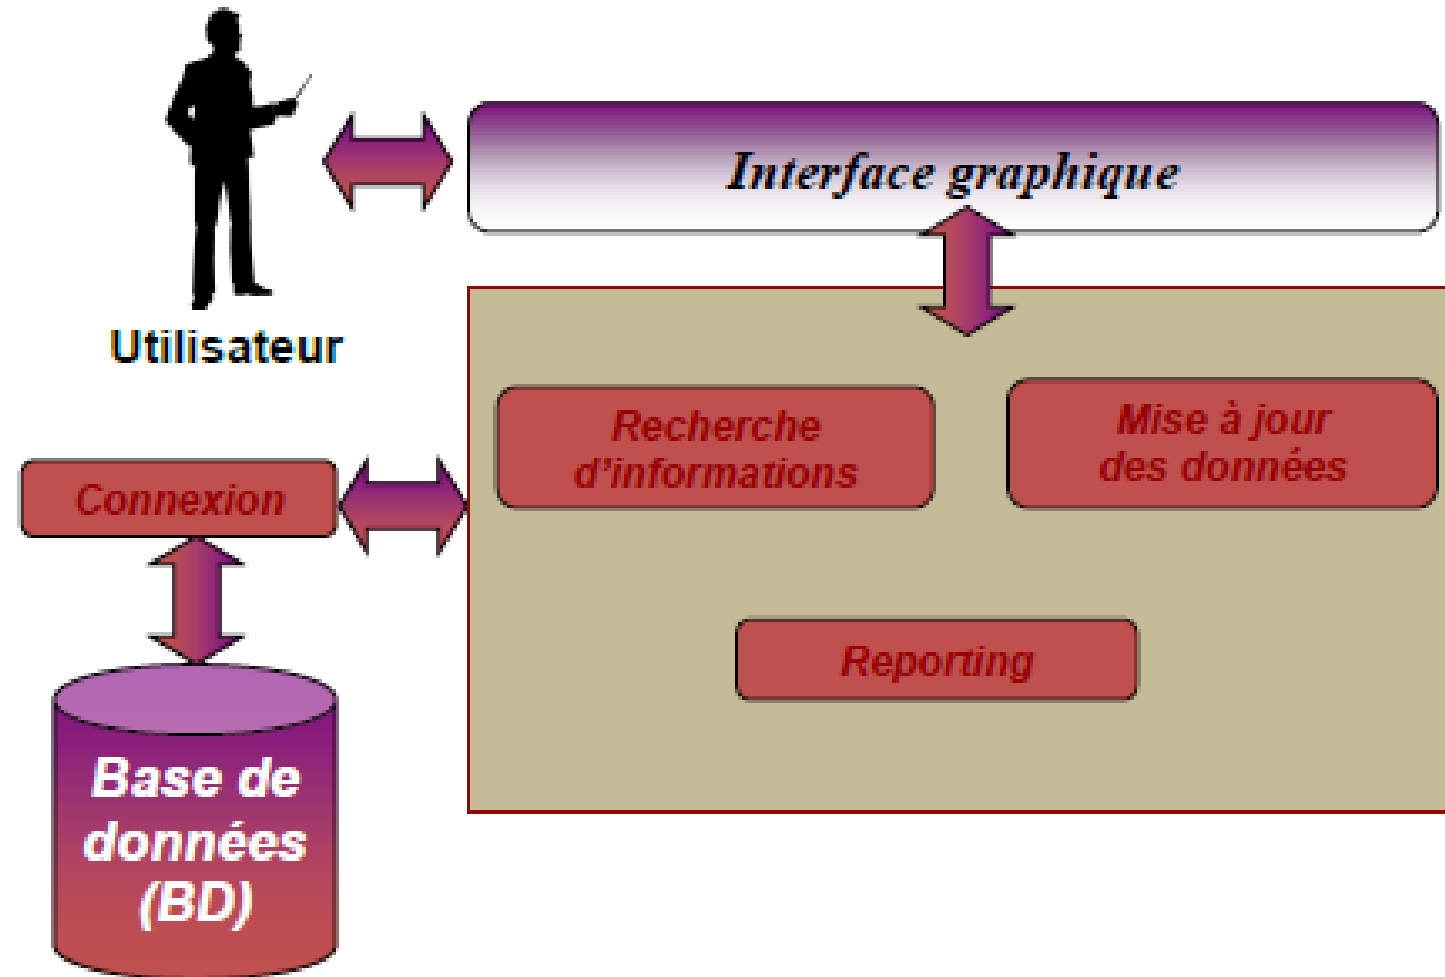 Interface graphique
Utilisateur
Recherche
d'informations
Mise à jour
des données
Connexion
Reporting
Base de
données
(BD)